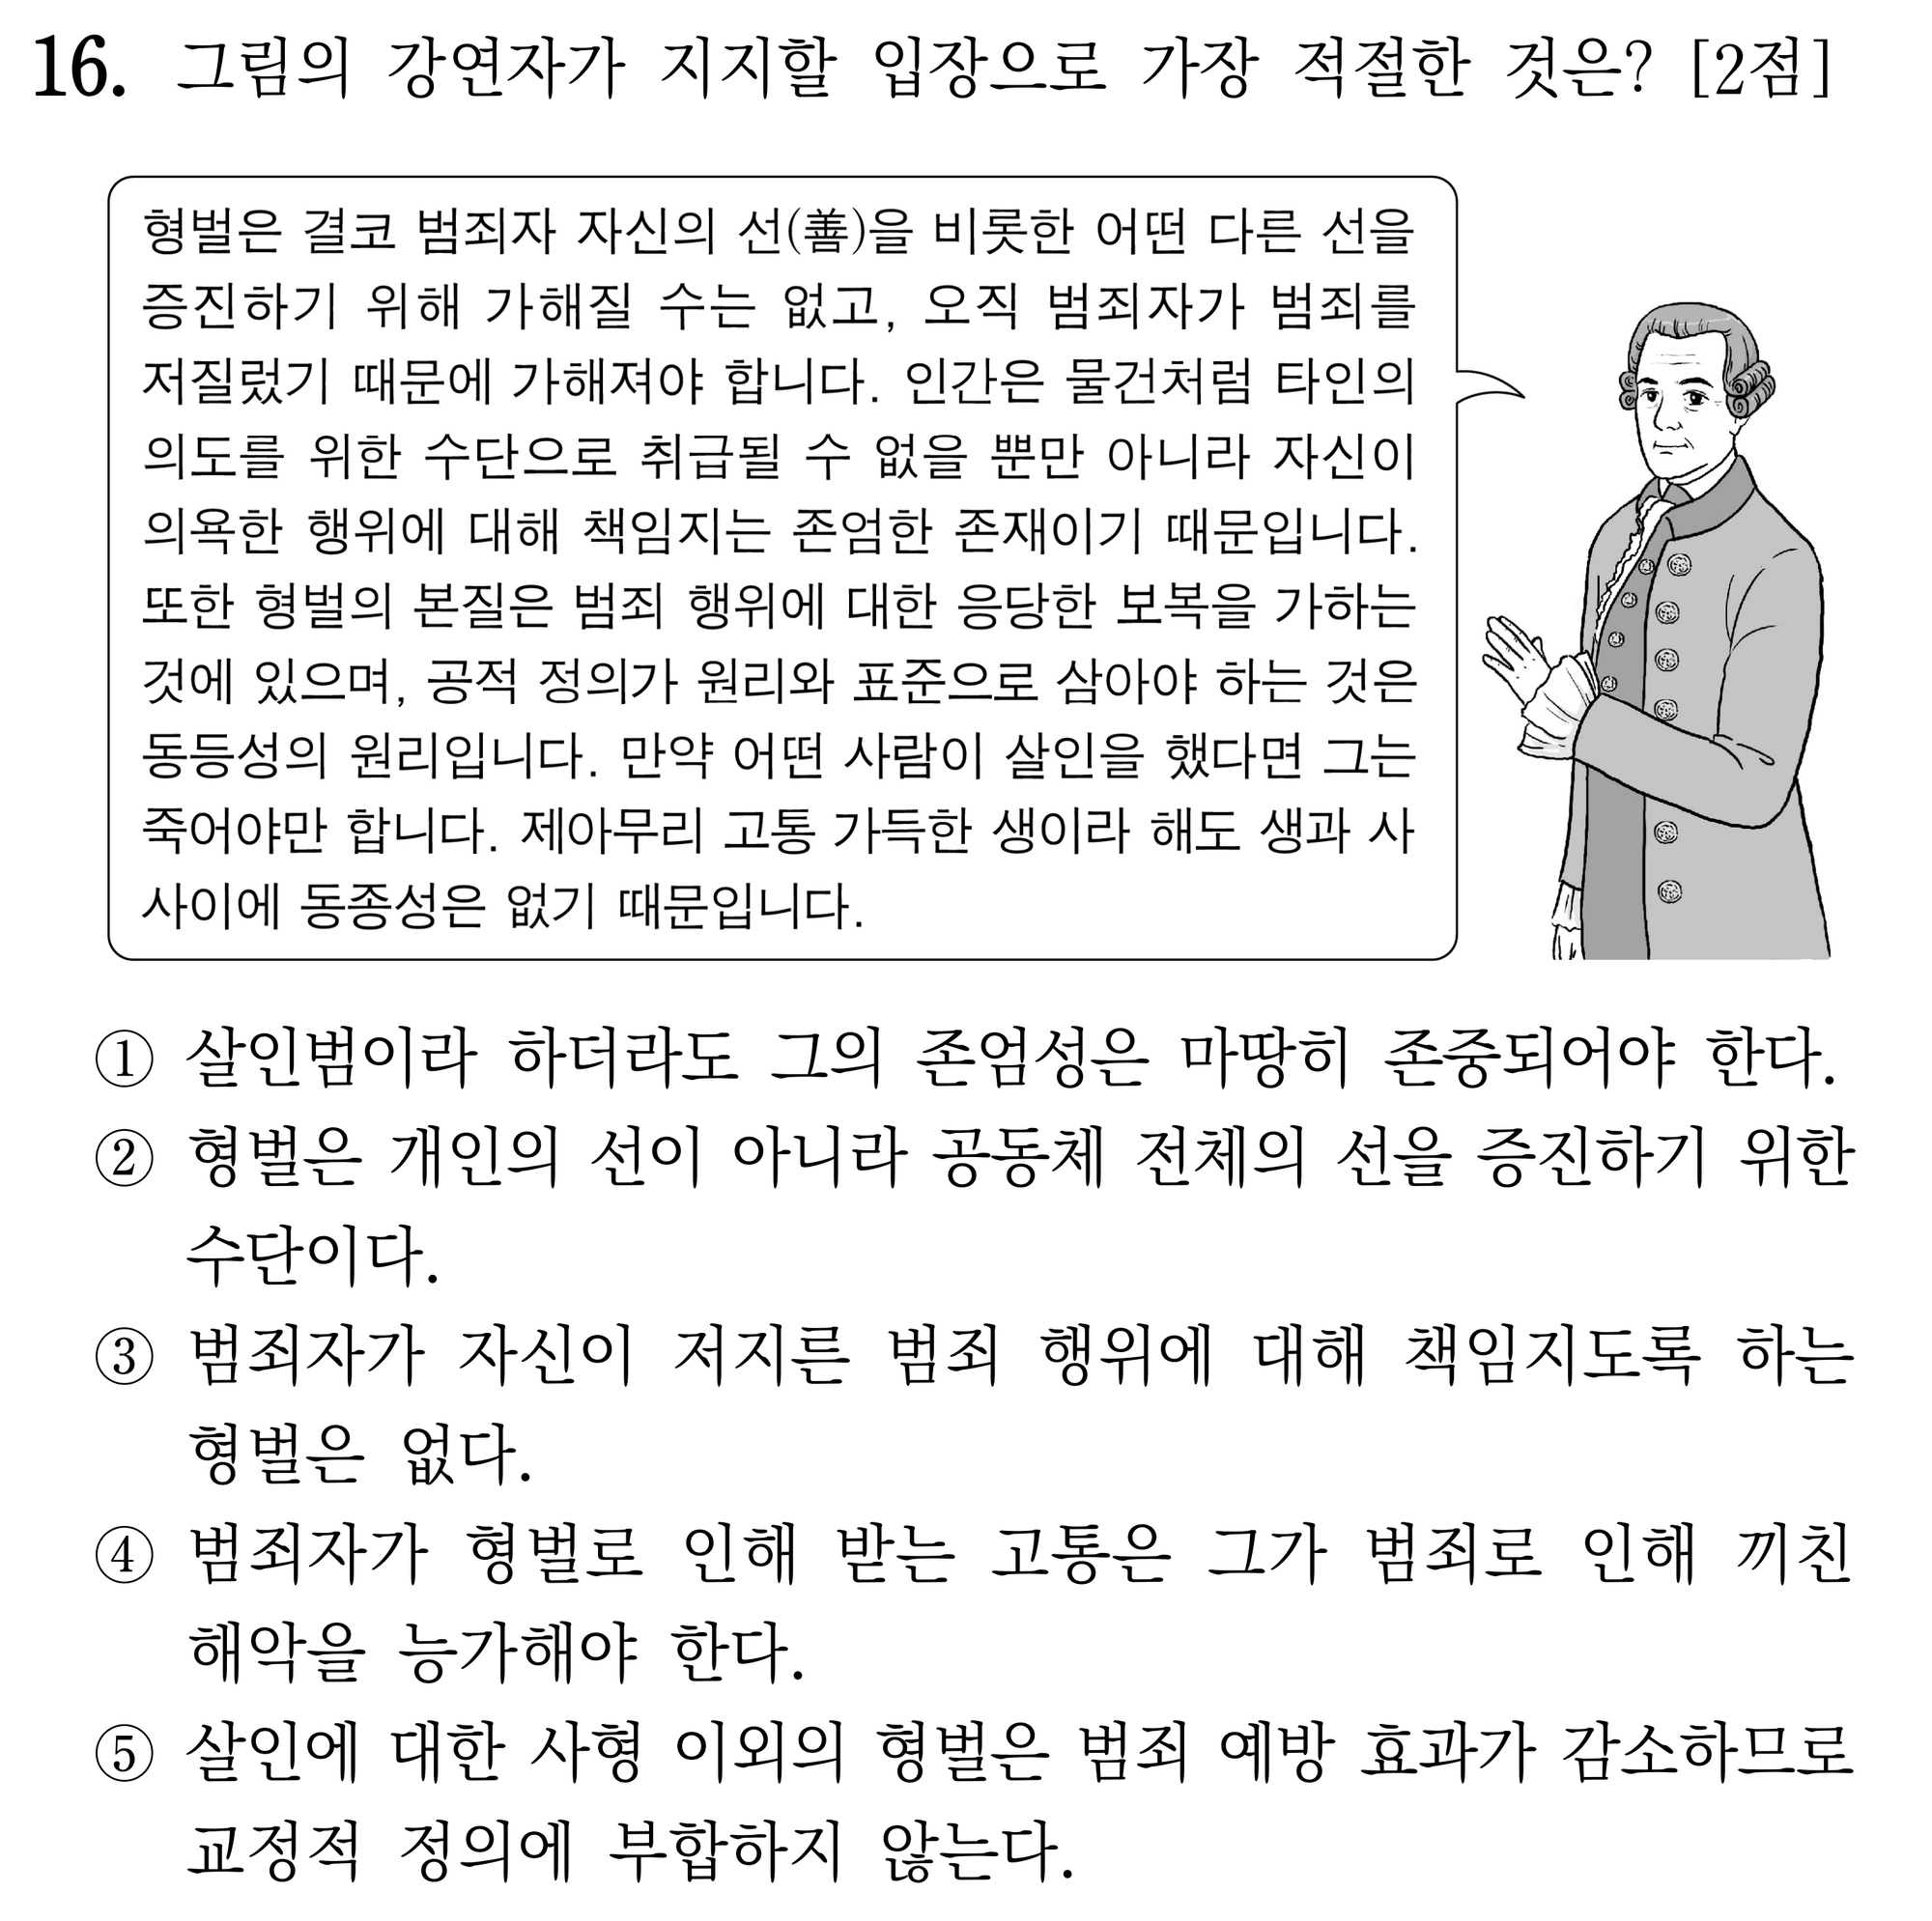 16. 그림의 강연자가 지지할 입장으로 가장 적절한 것은? [2점]
형벌은 결코 범죄자 자신의 선(善)을 비롯한 어떤 다른 선을
증진하기 위해 가해질 수는 없고, 오직 범죄자가 범죄를
저질렀기 때문에 가해져야 합니다. 인간은 물건처럼 타인의
의도를 위한 수단으로 취급될 수 없을 뿐만 아니라 자신이
의욕한 행위에 대해 책임지는 존엄한 존재이기 때문입니다.
또한 형벌의 본질은 범죄 행위에 대한 응당한 보복을 가하는
것에 있으며, 공적 정의가 원리와 표준으로 삼아야 하는 것은
동등성의 원리입니다. 만약 어떤 사람이 살인을 했다면 그는
죽어야만 합니다. 제아무리 고통 가득한 생이라 해도 생과 사
사이에 동종성은 없기 때문입니다.
① 살인범이라 하더라도 그의 존엄성은 마땅히 존중되어야 한다.
② 형벌은 개인의 선이 아니라 공동체 전체의 선을 증진하기 위한
수단이다.
③ 범죄자가 자신이 저지른 범죄 행위에 대해 책임지도록 하는
형벌은 없다.
④ 범죄자가 형벌로 인해 받는 고통은 그가 범죄로 인해 끼친
해악을 능가해야 한다.
⑤ 살인에 대한 사형 이외의 형벌은 범죄 예방 효과가 감소하므로
교정적 정의에 부합하지 않는다.